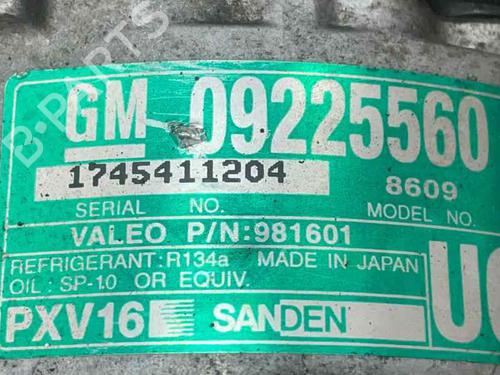 GM 09225560
1745411204 8609
SERIAL NO. MODEL NO.
VALEO P/N:981601
REFRIGERANT:R134a MADE IN JAPAN
OIL: SP-10 OR EQUIV.
PXV16 SANDEN
B-PARTS